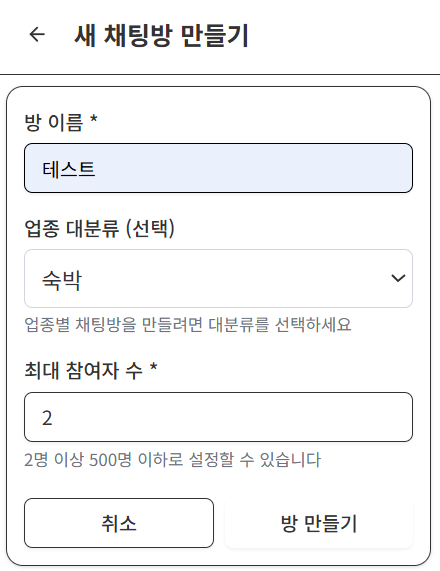 새 채팅방 만들기
방 이름 *
테스트
업종 대분류 (선택)
숙박
업종별 채팅방을 만들려면 대분류를 선택하세요
최대 참여자 수 *
2
2명 이상 500명 이하로 설정할 수 있습니다
취소
방 만들기